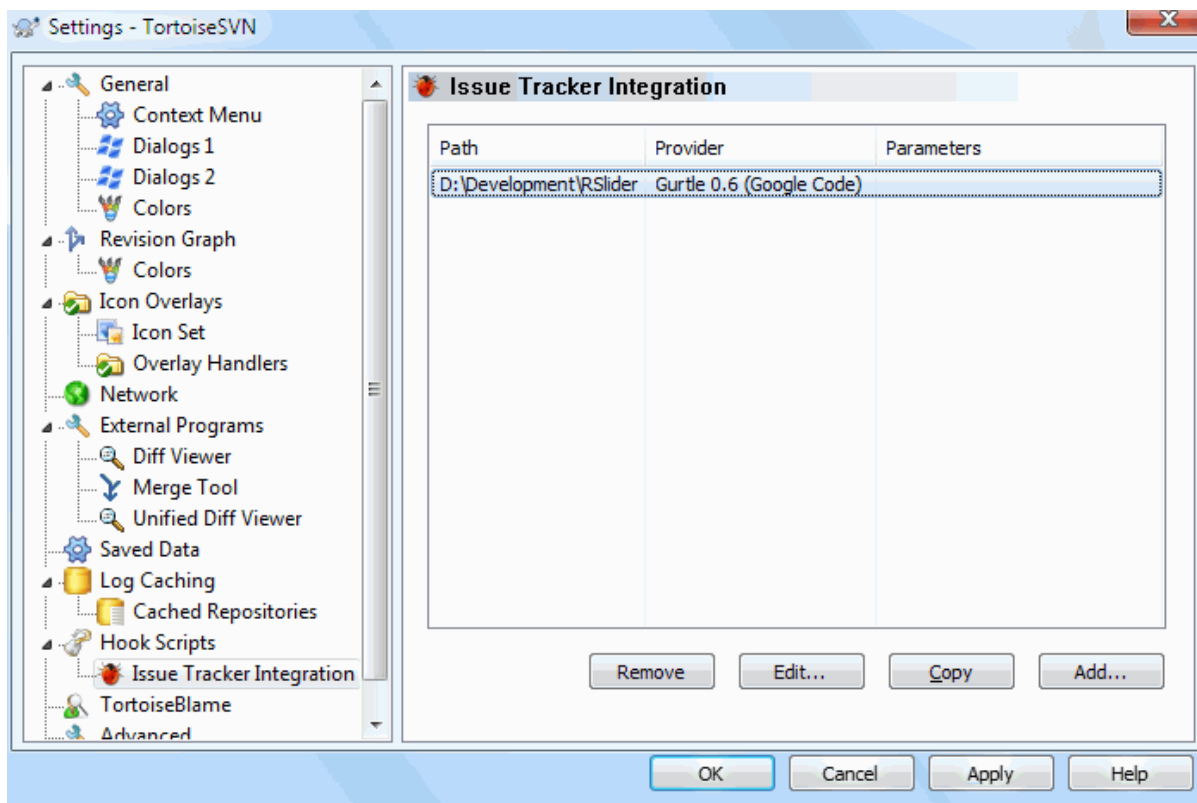 Settings - TortoiseSVN
General
Context Menu
Dialogs 1
Dialogs 2
Colors
Revision Graph
Colors
Icon Overlays
Icon Set
Overlay Handlers
Network
External Programs
Diff Viewer
Merge Tool
Unified Diff Viewer
Saved Data
Log Caching
Cached Repositories
Hook Scripts
Issue Tracker Integration
TortoiseBlame
Advanced
Issue Tracker Integration
Path Provider Parameters
D:\Development\RSlider Gurtle 0.6 (Google Code)
Remove Edit... Copy Add...
OK Cancel Apply Help